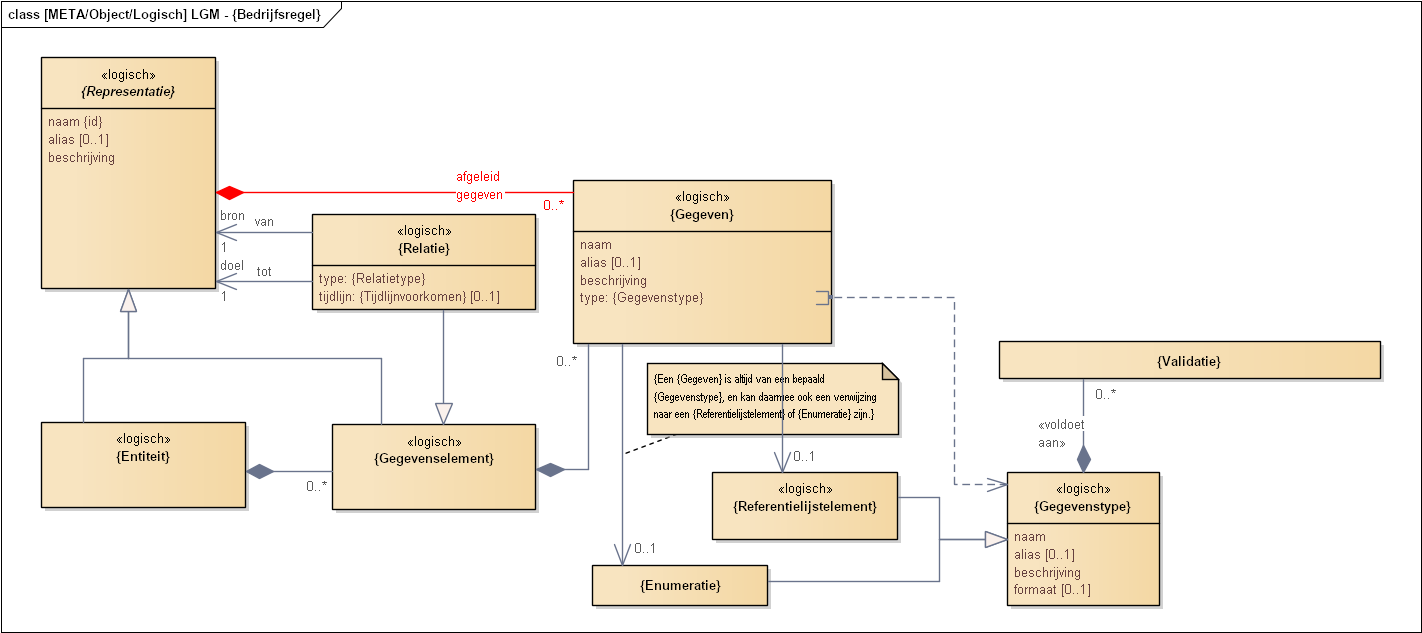 class [META/Object/Logisch] LGM - {Bedrijfsregel}
«logisch»
{Representatie}
naam {id}
alias [0..1]
beschrijving
afgeleid
gegeven
0..*
bron
van
1
doel
tot
1
«logisch»
{Relatie}
type: {Relatietype}
tijdlijn: {Tijdlijnvoorkomen} [0..1]
«logisch»
{Gegeven}
naam
alias [0..1]
beschrijving
type: {Gegevenstype}
0..*
{Een {Gegeven} is altijd van een bepaald
{Gegevenstype}, en kan daarmee ook een verwijzing
naar een {Referentielijstelement} of {Enumeratie} zijn.}
{Validatie}
0..*
«voldoet
aan»
«logisch»
{Entiteit}
0..*
«logisch»
{Gegevenselement}
0..1
«logisch»
{Referentielijstelement}
0..1
{Enumeratie}
«logisch»
{Gegevenstype}
naam
alias [0..1]
beschrijving
formaat [0..1]